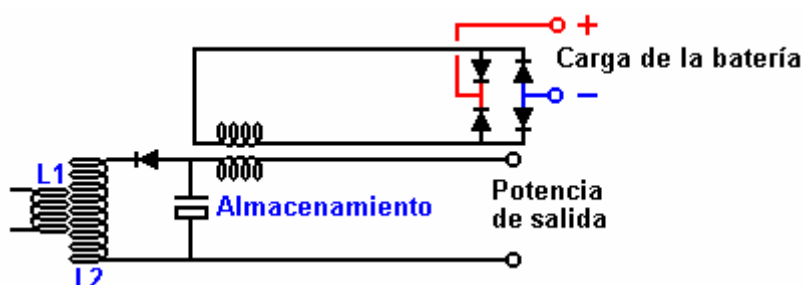 +
Carga de la batería
−
L1
Almacenamiento
Potencia
de salida
L2